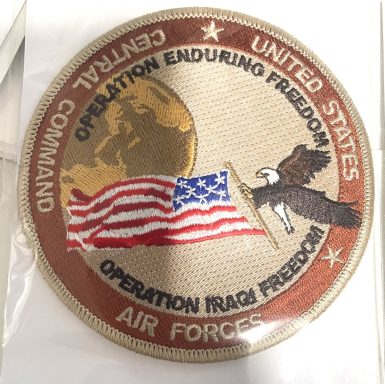 UNITED STATES
CENTRAL COMMAND
AIR FORCES
OPERATION ENDURING FREEDOM
OPERATION IRAQI FREEDOM